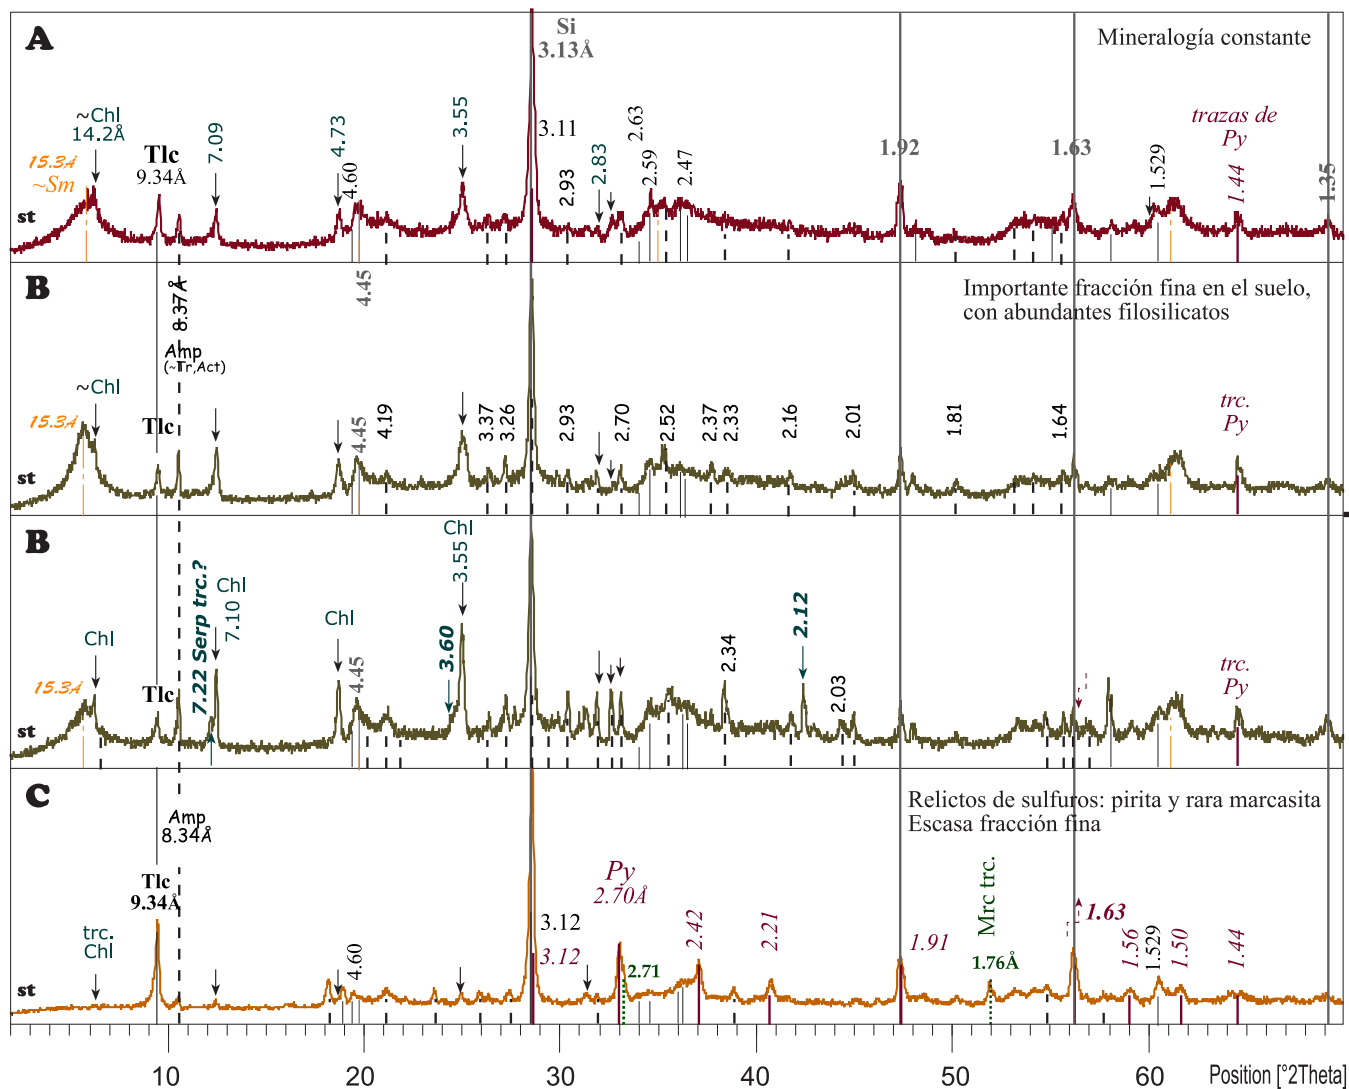 A
Si
3.13Å
Mineralogía constante
~Chl
14.2Å
15.3Å
~Sm
Tlc
9.34Å
7.09
4.73
4.60
3.55
3.11
2.93
2.83
2.63
2.59
2.47
1.92
1.63
1.529
trazas de
Py
1.44
1.35
st
B
8.37Å
Amp
(~Tr,Act)
4.45
Importante fracción fina en el suelo,
con abundantes filosilicatos
~Chl
15.3Å
Tlc
4.45
4.19
3.37
3.26
2.93
2.70
2.52
2.37
2.33
2.16
2.01
1.81
1.64
trc.
Py
st
B
Chl
15.3Å
Tlc
7.22 Serp trc.?
Chl
7.10
Chl
4.45
3.60
Chl
3.55
2.34
2.12
2.03
trc.
Py
st
C
Amp
8.34Å
Relictos de sulfuros: pirita y rara marcasita
Escasa fracción fina
Tlc
9.34Å
trc.
Chl
4.60
3.12
3.12
Py
2.70Å
2.71
2.42
2.21
1.91
Mrc trc.
1.76Å
1.63
1.56
1.529
1.50
1.44
st
10
20
30
40
50
60
Position [°2Theta]